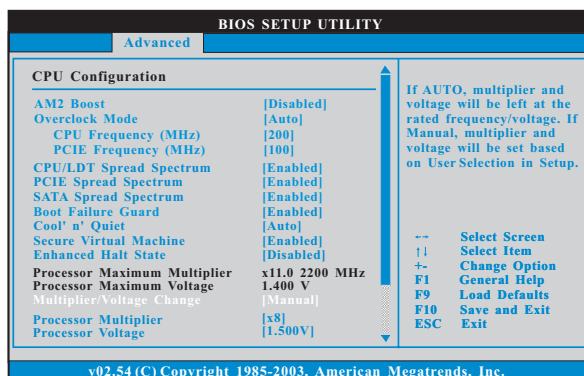 BIOS SETUP UTILITY
Advanced
CPU Configuration
AM2 Boost [Disabled]
Overclock Mode [Auto]
CPU Frequency (MHz) [200]
PCIE Frequency (MHz) [100]
CPU/LDT Spread Spectrum [Enabled]
PCIE Spread Spectrum [Enabled]
SATA Spread Spectrum [Enabled]
Boot Failure Guard [Enabled]
Cool' n' Quiet [Auto]
Secure Virtual Machine [Enabled]
Enhanced Halt State [Disabled]
Processor Maximum Multiplier x11.0 2200 MHz
Processor Maximum Voltage 1.400 V
Multiplier/Voltage Change [Manual]
Processor Multiplier [x8]
Processor Voltage [1.500V]
If AUTO, multiplier and
voltage will be left at the
rated frequency/voltage. If
Manual, multiplier and
voltage will be set based
on User Selection in Setup.
←→ Select Screen
↑↓ Select Item
+- Change Option
F1 General Help
F9 Load Defaults
F10 Save and Exit
ESC Exit
v02.54 (C) Copyright 1985-2003, American Megatrends, Inc.